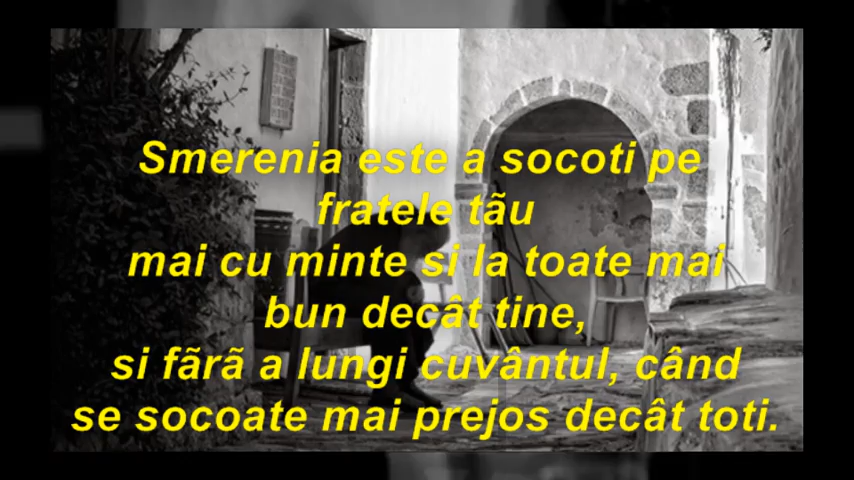 Smerenia este a socoti pe
fratele tãu
mai cu minte si la toate mai
bun decât tine,
si fãrã a lungi cuvântul, când
se socoate mai prejos decât toti.